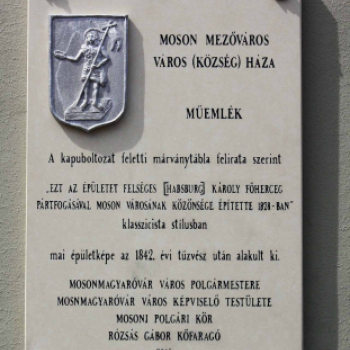 MOSON MEZŐVÁROS
VÁROS (KÖZSÉG) HÁZA
MŰEMLÉK
A kapuboltozat feletti márványtábla felirata szerint
„EZT AZ ÉPÜLETET FELSÉGES [HABSBURG] KÁROLY FŐHERCEG
PÁRTFOGÁSÁVAL MOSON VÁROSÁNAK KÖZÖNSÉGE ÉPÍTETTE 1828-BAN"
klasszicista stílusban
mai épületképe az 1842. évi tűzvész után alakult ki.
MOSONMAGYARÓVÁR VÁROS POLGÁRMESTERE
MOSNMAGYARÓVÁR VÁROS KÉPVISELŐ TESTÜLETE
MOSONI POLGÁRI KÖR
RÓZSÁS GÁBOR KŐFARAGÓ